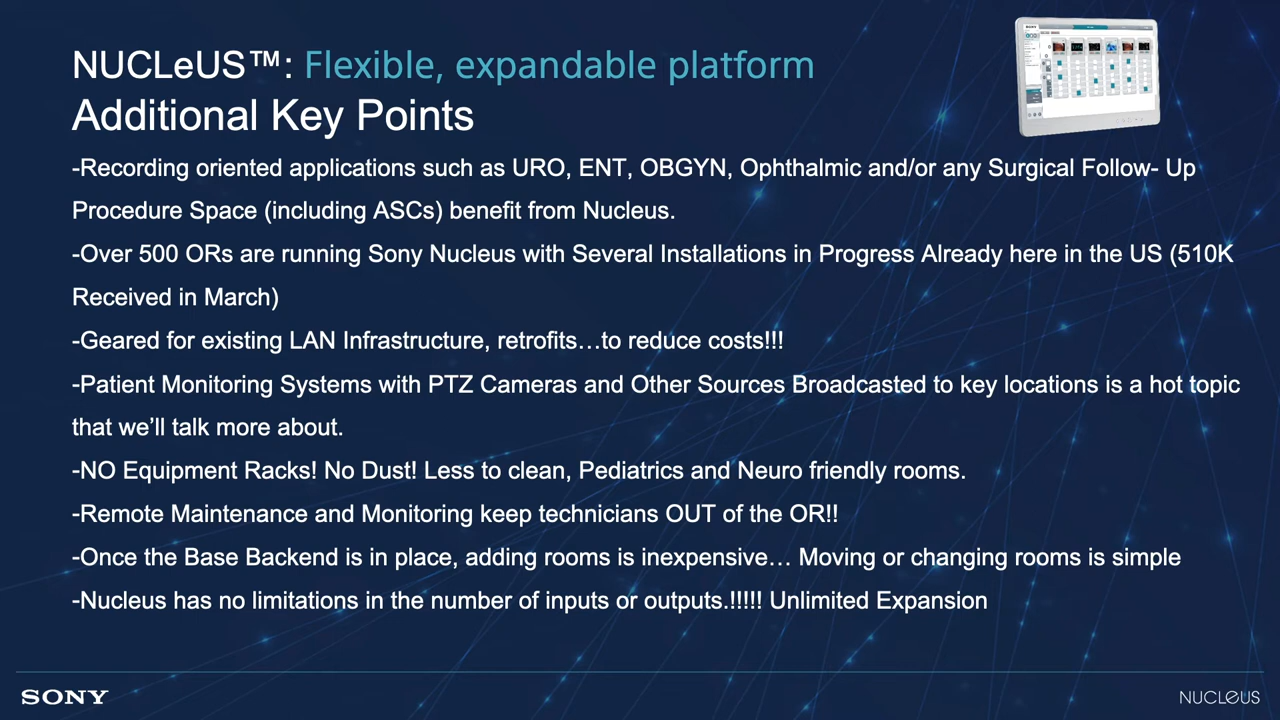 NUCLeUS™: Flexible, expandable platform
Additional Key Points
-Recording oriented applications such as URO, ENT, OBGYN, Ophthalmic and/or any Surgical Follow- Up
Procedure Space (including ASCs) benefit from Nucleus.
-Over 500 ORs are running Sony Nucleus with Several Installations in Progress Already here in the US (510K
Received in March)
-Geared for existing LAN Infrastructure, retrofits…to reduce costs!!!
-Patient Monitoring Systems with PTZ Cameras and Other Sources Broadcasted to key locations is a hot topic
that we’ll talk more about.
-NO Equipment Racks! No Dust! Less to clean, Pediatrics and Neuro friendly rooms.
-Remote Maintenance and Monitoring keep technicians OUT of the OR!!
-Once the Base Backend is in place, adding rooms is inexpensive… Moving or changing rooms is simple
-Nucleus has no limitations in the number of inputs or outputs.!!!!! Unlimited Expansion
SONY
NUCLeUS